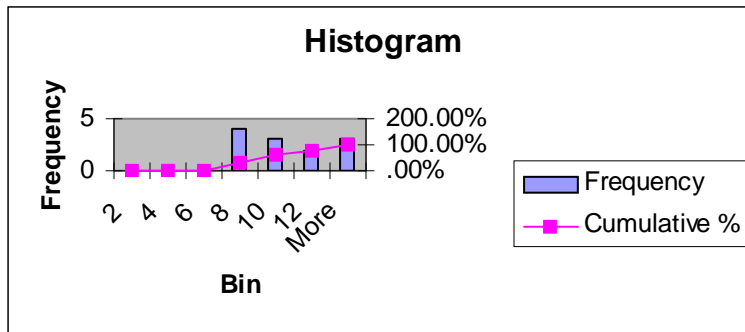 Histogram
Frequency
5
0
200.00%
100.00%
.00%
2
4
6
8
10
12
More
Bin
Frequency
Cumulative %